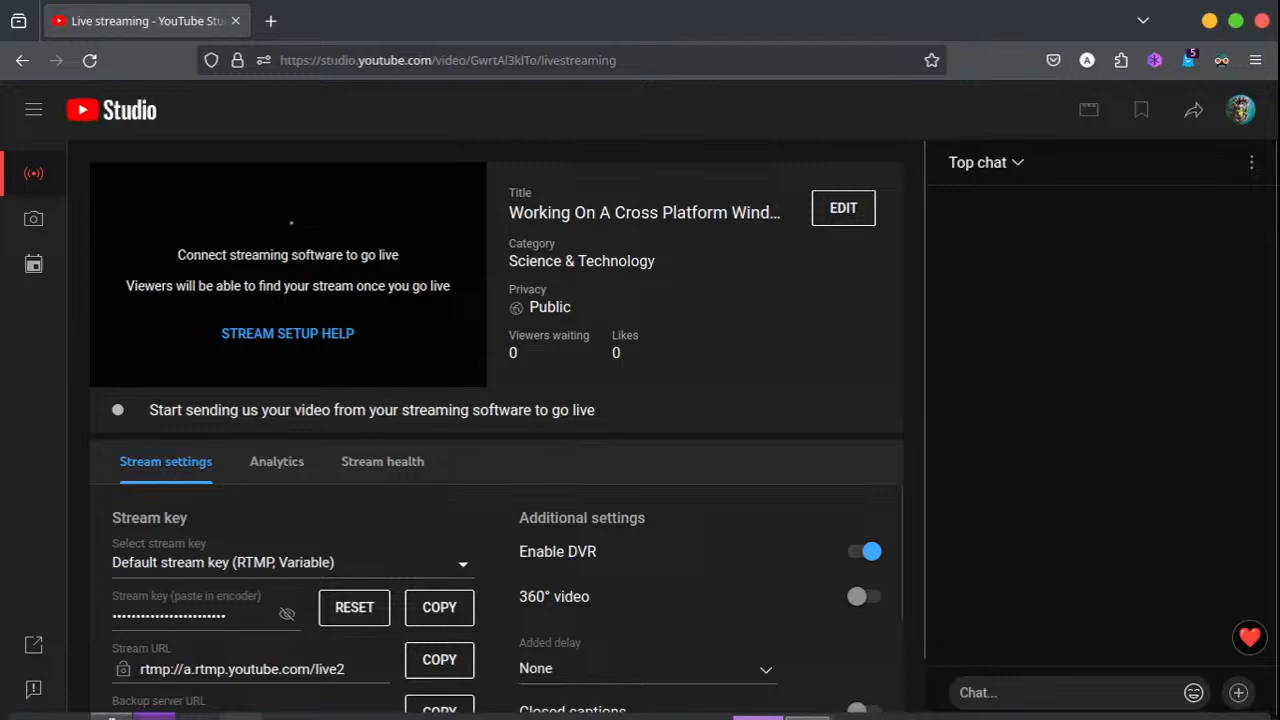 Live streaming - YouTube Stu
https://studio.youtube.com/video/GwrtAl3klTo/livestreaming
A
5
Studio
Top chat
Connect streaming software to go live
Viewers will be able to find your stream once you go live
STREAM SETUP HELP
Title
Working On A Cross Platform Wind...
EDIT
Category
Science & Technology
Privacy
Public
Viewers waiting
Likes
0
0
Start sending us your video from your streaming software to go live
Stream settings
Analytics
Stream health
Stream key
Select stream key
Default stream key (RTMP, Variable)
Stream key (paste in encoder)
••••••••••••••••••••••••
RESET
COPY
Stream URL
rtmp://a.rtmp.youtube.com/live2
COPY
Backup server URL
COPY
Additional settings
Enable DVR
360° video
Added delay
None
Closed captions
Chat...